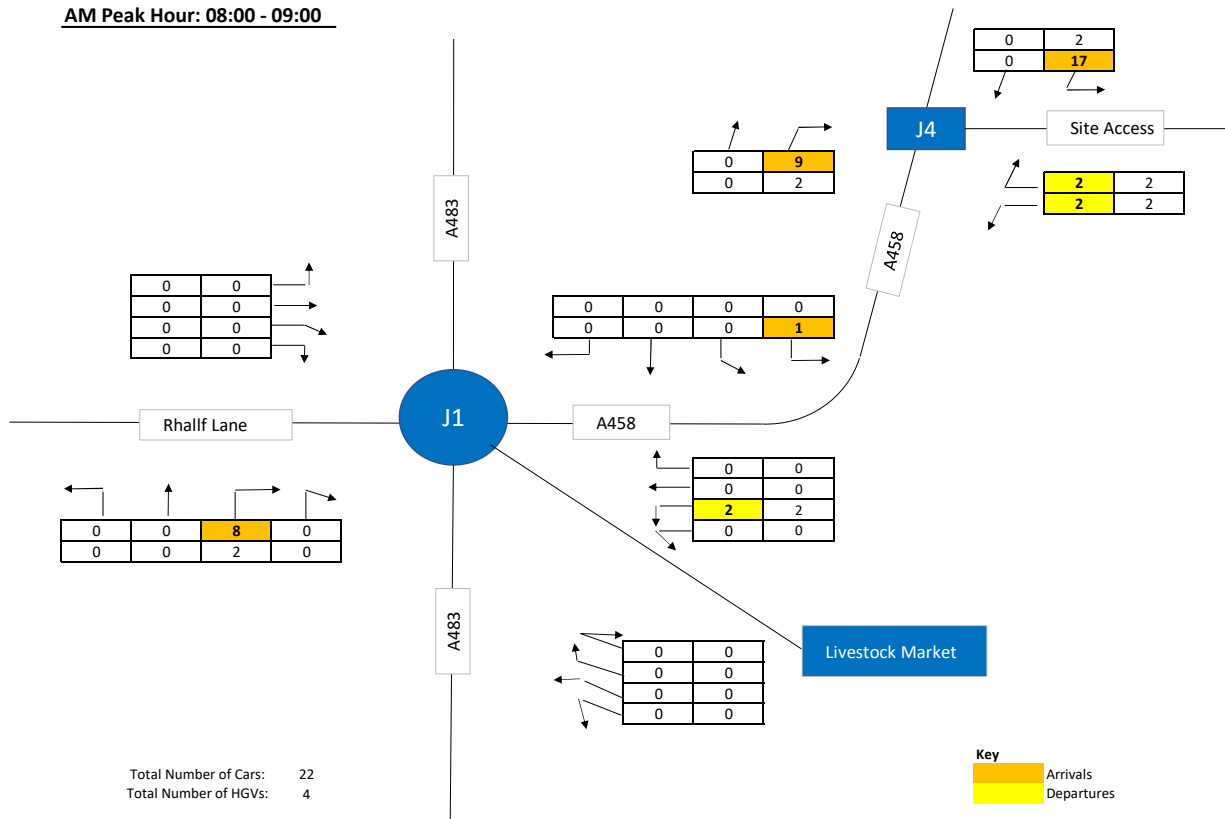 AM Peak Hour: 08:00 - 09:00
0 2
0 17
J4
Site Access
0 9
0 2
2 2
2 2
A483
A458
0 0
0 0
0 0
0 0
0 0 0 0
0 0 0 1
J1
Rhallf Lane
A458
0 0
0 0
2 2
0 0
0 0 8 0
0 0 2 0
A483
Livestock Market
0 0
0 0
0 0
0 0
Key
Total Number of Cars: 22
Arrivals
Total Number of HGVs: 4
Departures